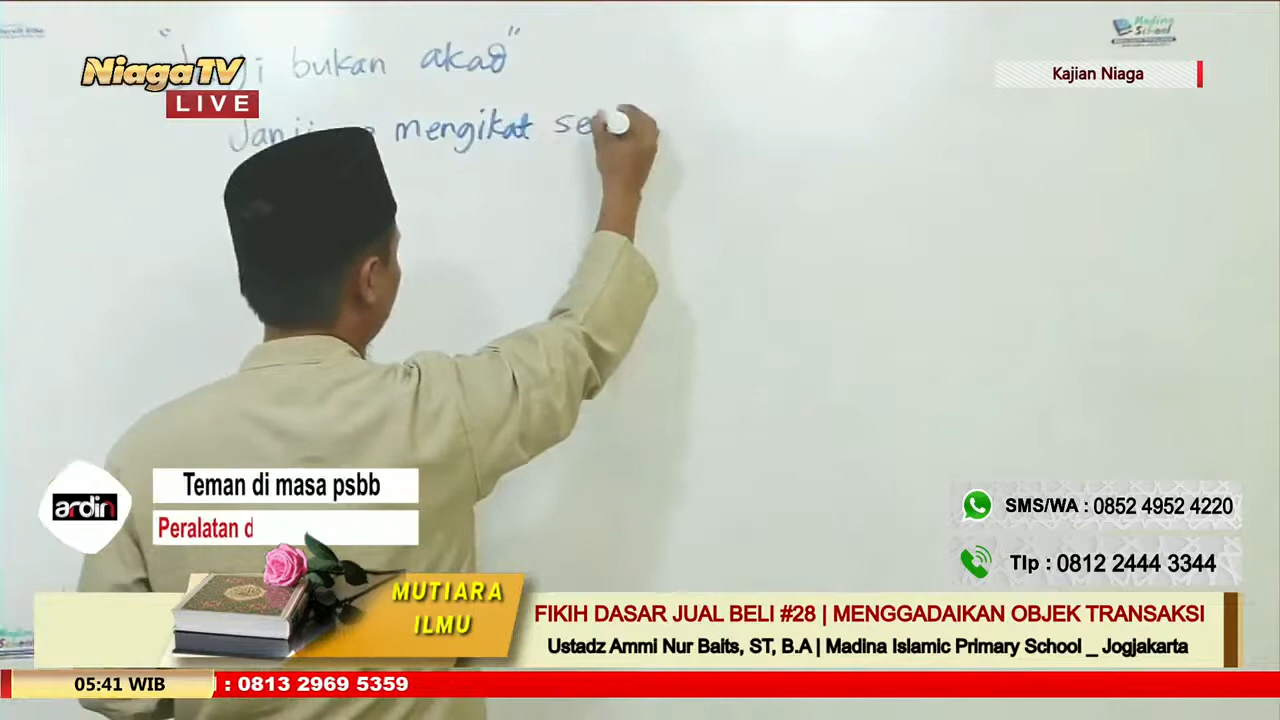 Madina
School
bukan akad"
mengikat
NiagaTV
LIVE
Kajian Niaga
ardin
Teman di masa psbb
Peralatan d
SMS/WA : 0852 4952 4220
Tlp : 0812 2444 3344
MUTIARA
ILMU
FIKIH DASAR JUAL BELI #28 | MENGGADAIKAN OBJEK TRANSAKSI
Ustadz Ammi Nur Baits, ST, B.A | Madina Islamic Primary School _ Jogjakarta
05:41 WIB
: 0813 2969 5359